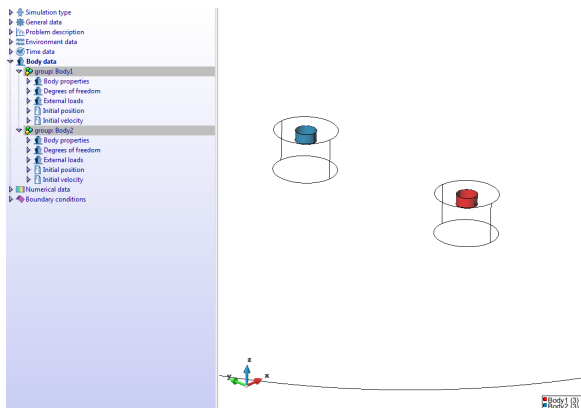 Simulation type
General data
Problem description
Environment data
Time data
Body data
group: Body1
Body properties
Degrees of freedom
External loads
Initial position
Initial velocity
group: Body2
Body properties
Degrees of freedom
External loads
Initial position
Initial velocity
Numerical data
Boundary conditions
z
y x
Body1 (3)
Body2 (3)